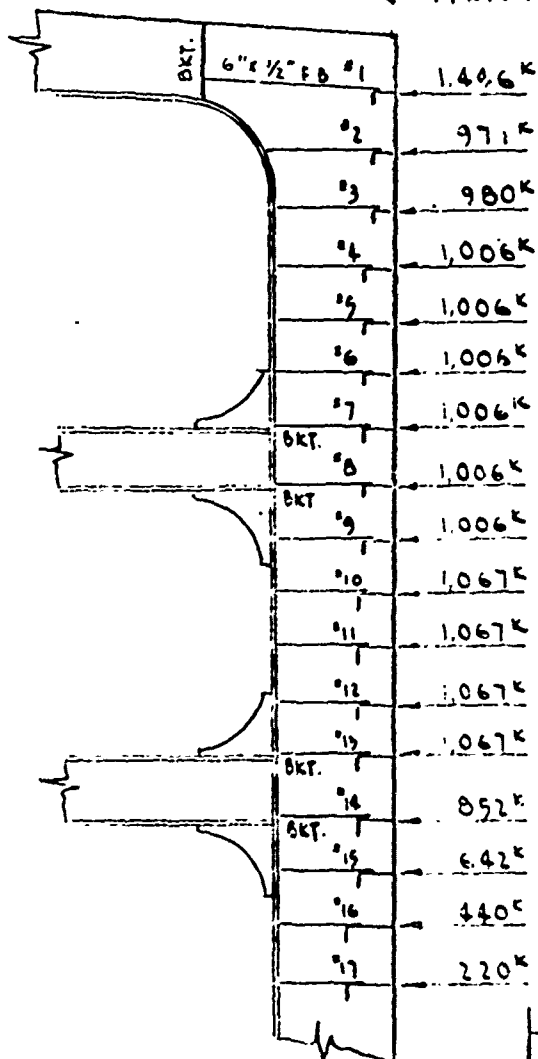 BKT. 6" x 1/2" F B #1 1.406K
#2 971K
#3 980K
#4 1,006K
#5 1,006K
#6 1,006K
#7 1,006K
BKT.
#8 1,006K
BKT
#9 1,006K
#10 1,067K
#11 1,067K
#12 1,067K
#13 1,067K
BKT.
#14 852K
BKT.
#15 642K
#16 440K
#17 220K